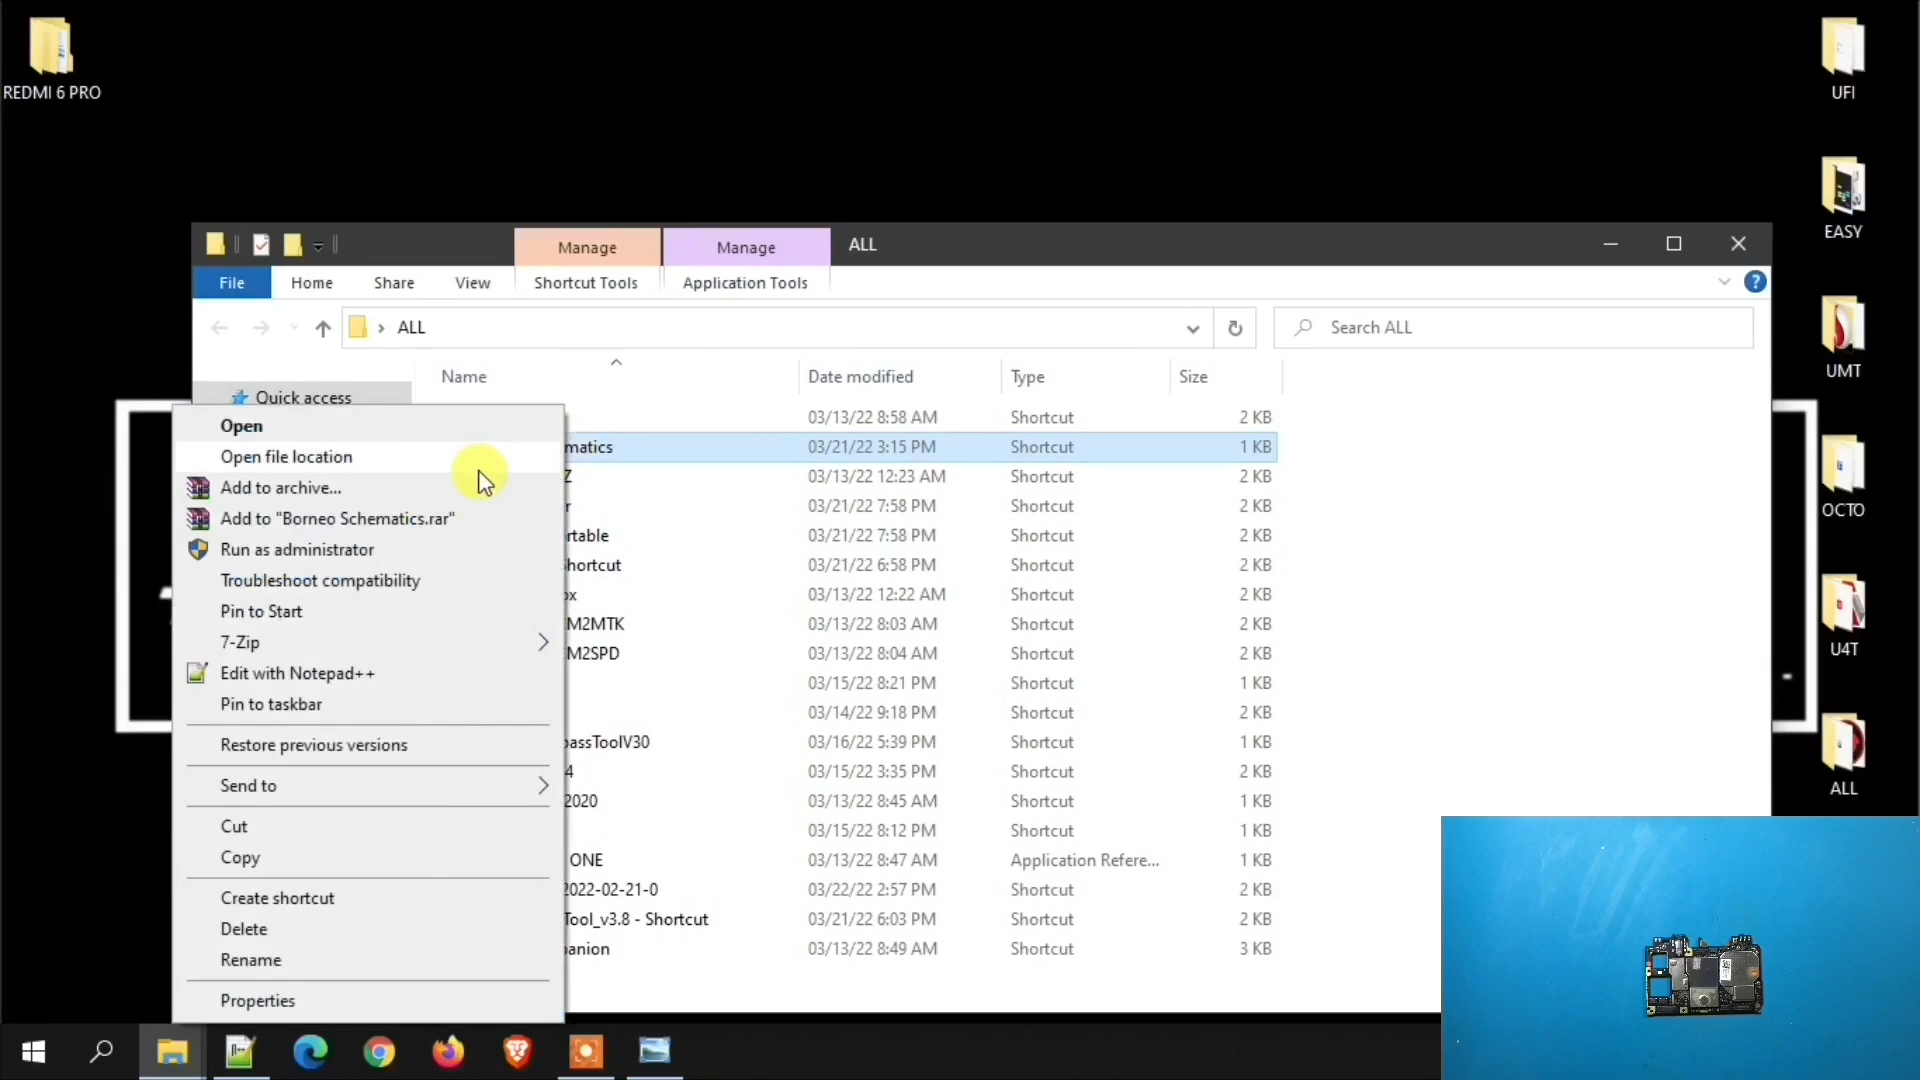 REDMI 6 PRO
UFI
EASY
UMT
OCTO
U4T
ALL
Manage
Manage
ALL
File
Home
Share
View
Shortcut Tools
Application Tools
?
ALL
Search ALL
Name
Date modified
Type
Size
Quick access
03/13/22 8:58 AM Shortcut 2 KB
matics 03/21/22 3:15 PM Shortcut 1 KB
Z 03/13/22 12:23 AM Shortcut 2 KB
r 03/21/22 7:58 PM Shortcut 2 KB
rtable 03/21/22 7:58 PM Shortcut 2 KB
Shortcut 03/21/22 6:58 PM Shortcut 2 KB
ox 03/13/22 12:22 AM Shortcut 2 KB
M2MTK 03/13/22 8:03 AM Shortcut 2 KB
M2SPD 03/13/22 8:04 AM Shortcut 2 KB
03/15/22 8:21 PM Shortcut 1 KB
03/14/22 9:18 PM Shortcut 2 KB
passToolV30 03/16/22 5:39 PM Shortcut 1 KB
4 03/15/22 3:35 PM Shortcut 2 KB
2020 03/13/22 8:45 AM Shortcut 1 KB
03/15/22 8:12 PM Shortcut 1 KB
ONE 03/13/22 8:47 AM Application Refere... 1 KB
2022-02-21-0 03/22/22 2:57 PM Shortcut 2 KB
Tool_v3.8 - Shortcut 03/21/22 6:03 PM Shortcut 2 KB
panion 03/13/22 8:49 AM Shortcut 3 KB
Open
Open file location
Add to archive...
Add to "Borneo Schematics.rar"
Run as administrator
Troubleshoot compatibility
Pin to Start
7-Zip
Edit with Notepad++
Pin to taskbar
Restore previous versions
Send to
Cut
Copy
Create shortcut
Delete
Rename
Properties